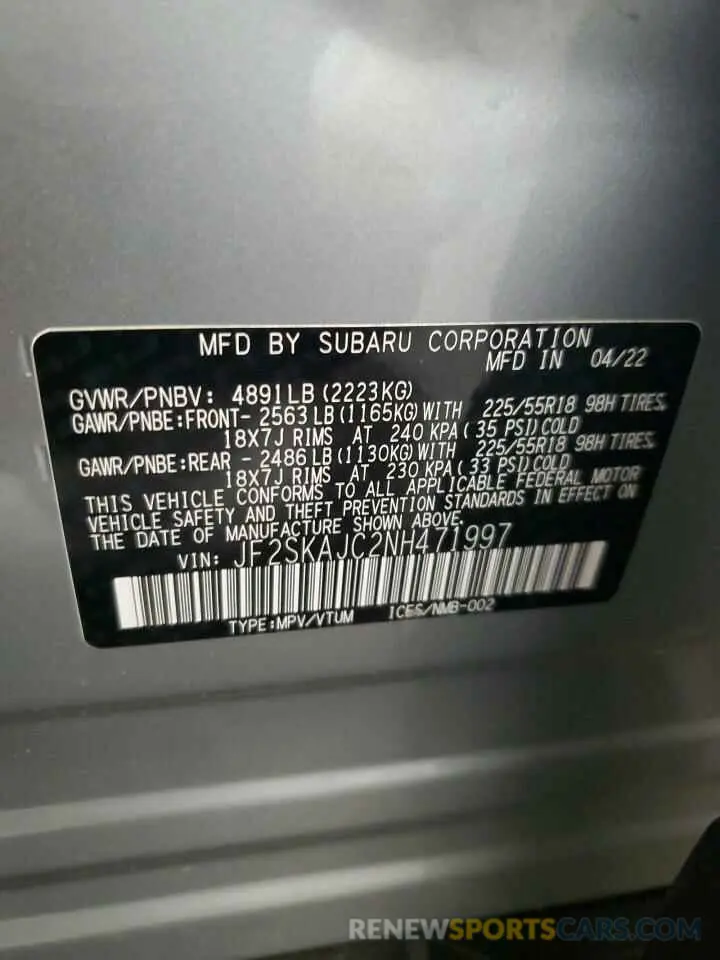 MFD BY SUBARU CORPORATION
MFD IN 04/22
GVWR/PNBV: 4891LB (2223KG)
GAWR/PNBE:FRONT- 2563LB (1165KG) WITH 225/55R18 98H TIRES,
18X7J RIMS AT 240 KPA ( 35 PSI) COLD
GAWR/PNBE:REAR - 2486LB (1130KG) WITH 225/55R18 98H TIRES,
18X7J RIMS AT 230 KPA ( 33 PSI) COLD
THIS VEHICLE CONFORMS TO ALL APPLICABLE FEDERAL MOTOR
VEHICLE SAFETY AND THEFT PREVENTION STANDARDS IN EFFECT ON
THE DATE OF MANUFACTURE SHOWN ABOVE.
VIN: JF2SKAJC2NH471997
TYPE:MPV/VTUM ICES/NMB-002
RENEWSPORTSCARS.COM